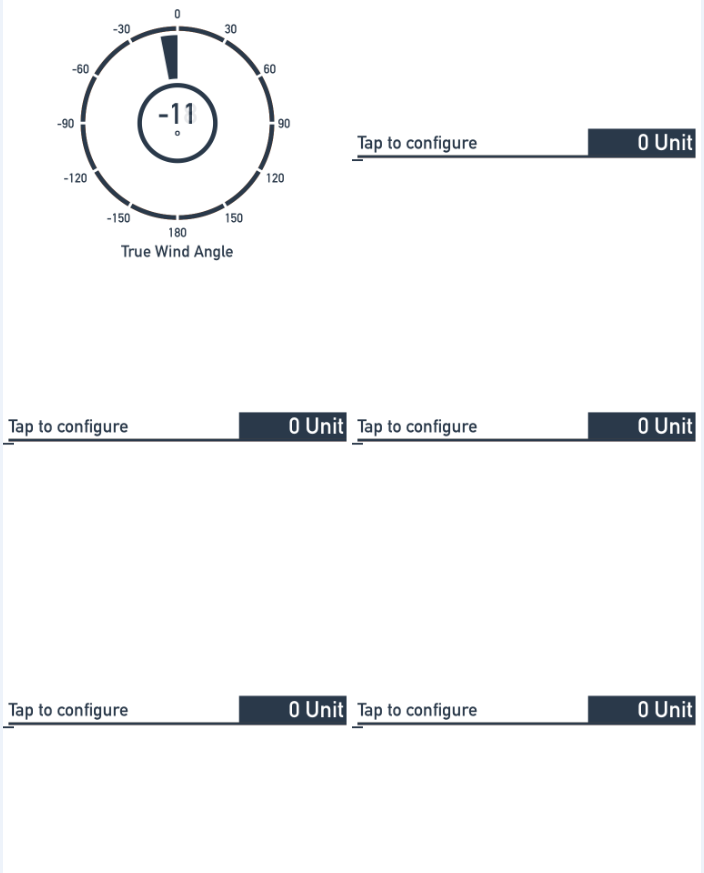 0
-30 30
-60 60
-11
°
-90 90
-120 120
-150 150
180
True Wind Angle
Tap to configure 0 Unit
Tap to configure 0 Unit
Tap to configure 0 Unit
Tap to configure 0 Unit
Tap to configure 0 Unit